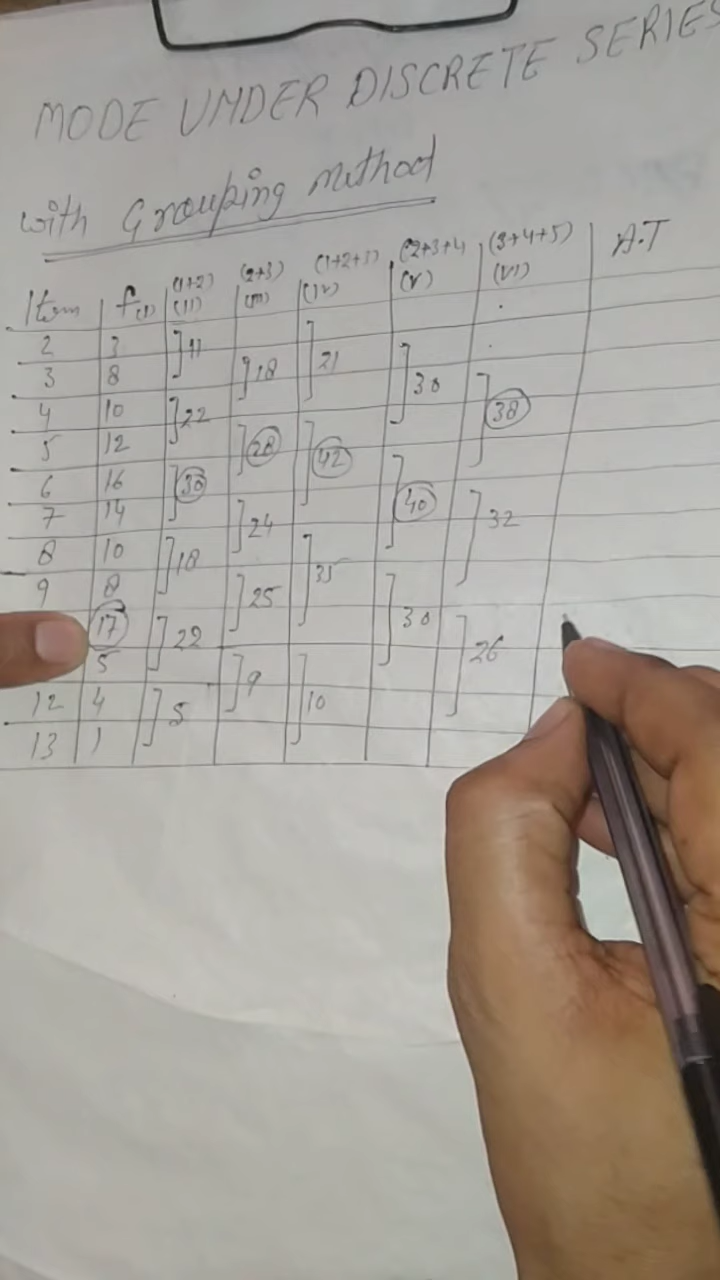 MODE UNDER DISCRETE SERIES
with Grouping Method
Item f(I) (1+2) (II) (2+3) (III) (1+2+3) (IV) (2+3+4 (V) (3+4+5) (VI) A.T
2 3 11
3 8 18 21
4 10 22 30
5 12 28 38
6 16 30 42
7 14 24 40 32
8 10 18
9 8 25 35
17 22 30
5 9 26
12 4 5 10
13 1